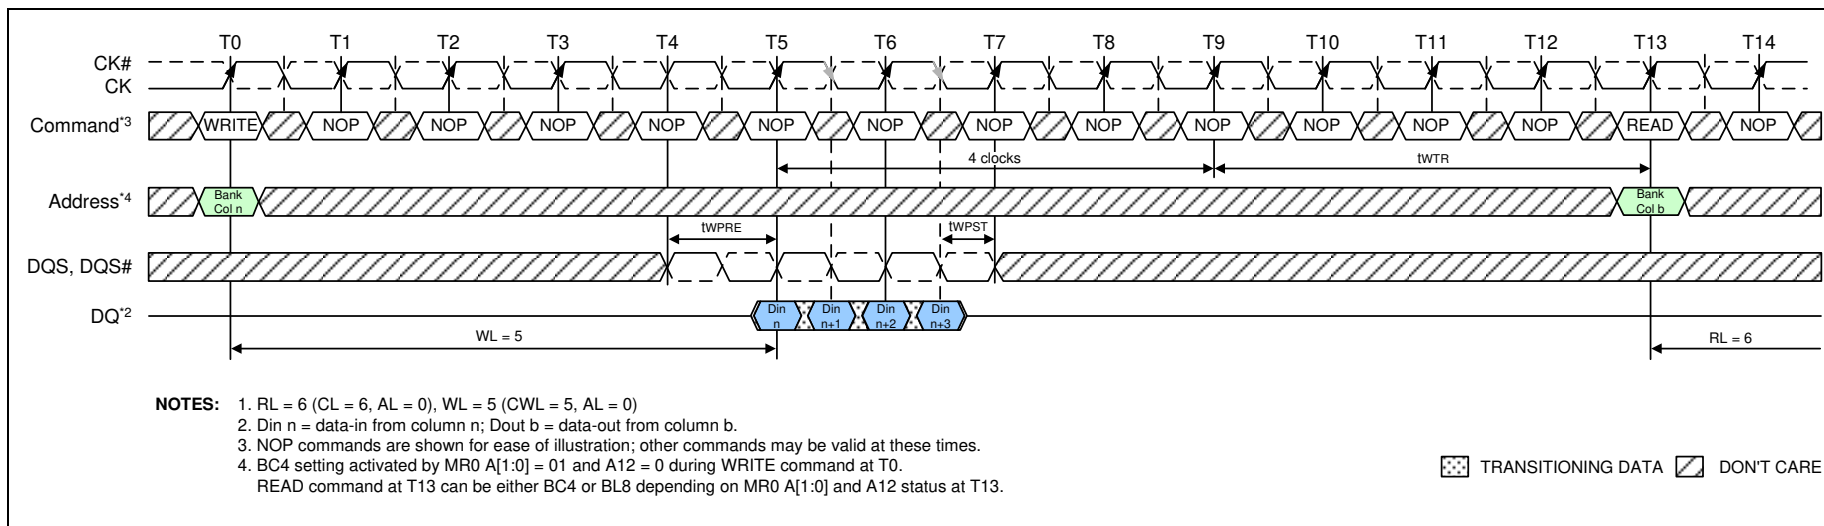 T0 T1 T2 T3 T4 T5 T6 T7 T8 T9 T10 T11 T12 T13 T14
CK#
CK
Command*3 WRITE NOP NOP NOP NOP NOP NOP NOP NOP NOP NOP NOP NOP READ NOP
4 clocks tWTR
Address*4 Bank Col n Bank Col b
tWPRE tWPST
DQS, DQS#
DQ*2 Din n Din n+1 Din n+2 Din n+3
WL = 5 RL = 6
NOTES: 1. RL = 6 (CL = 6, AL = 0), WL = 5 (CWL = 5, AL = 0)
2. Din n = data-in from column n; Dout b = data-out from column b.
3. NOP commands are shown for ease of illustration; other commands may be valid at these times.
4. BC4 setting activated by MR0 A[1:0] = 01 and A12 = 0 during WRITE command at T0.
READ command at T13 can be either BC4 or BL8 depending on MR0 A[1:0] and A12 status at T13.
TRANSITIONING DATA DON'T CARE